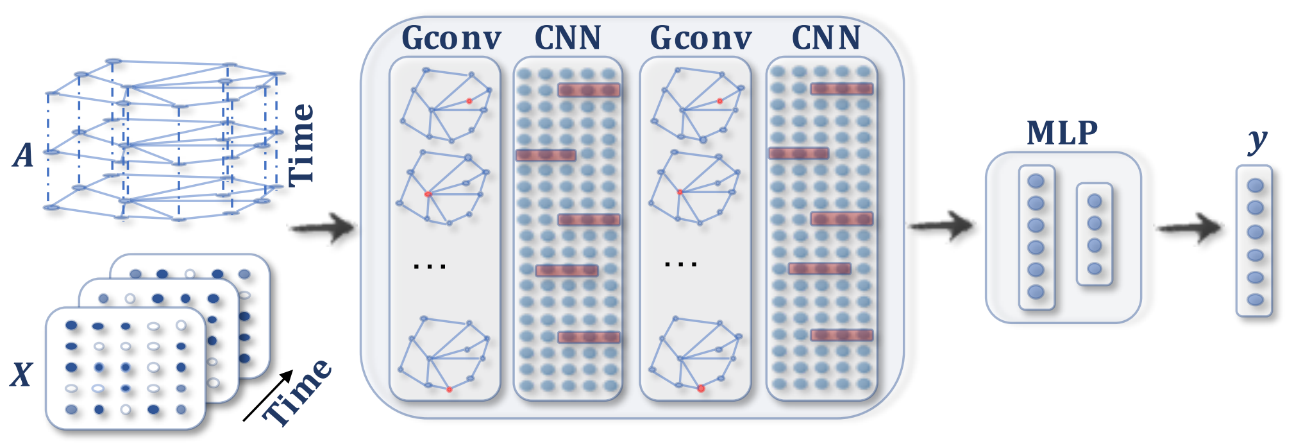 A
Time
X
Time
Gconv
CNN
Gconv
CNN
...
...
MLP
y